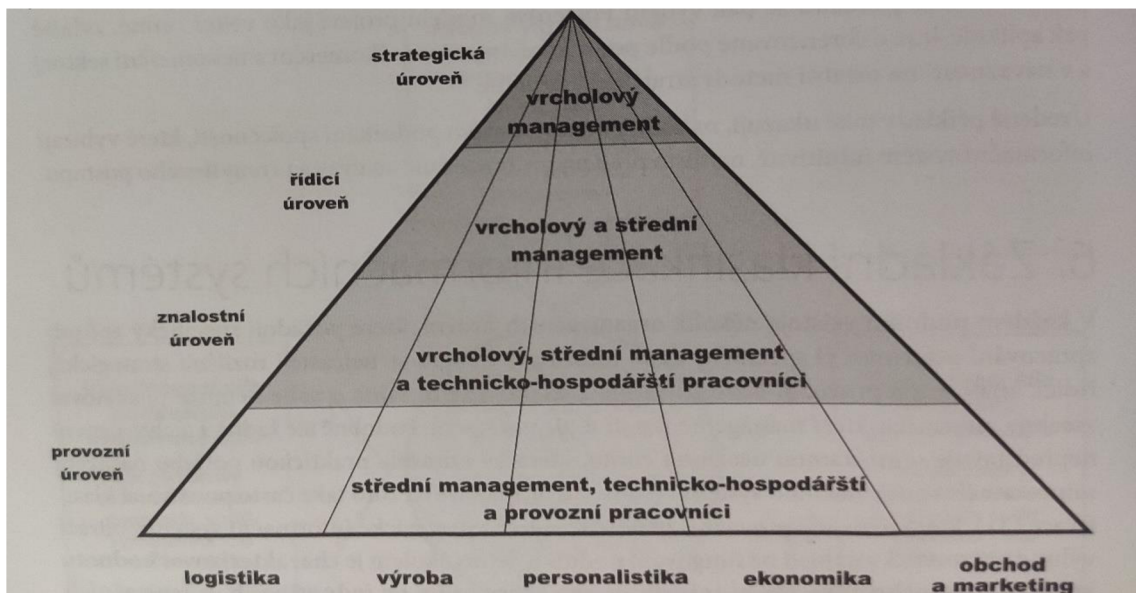 strategická
úroveň
vrcholový
management
řídicí
úroveň
vrcholový a střední
management
znalostní
úroveň
vrcholový, střední management
a technicko-hospodářští pracovníci
provozní
úroveň
střední management, technicko-hospodářští
a provozní pracovníci
logistika
výroba
personalistika
ekonomika
obchod
a marketing